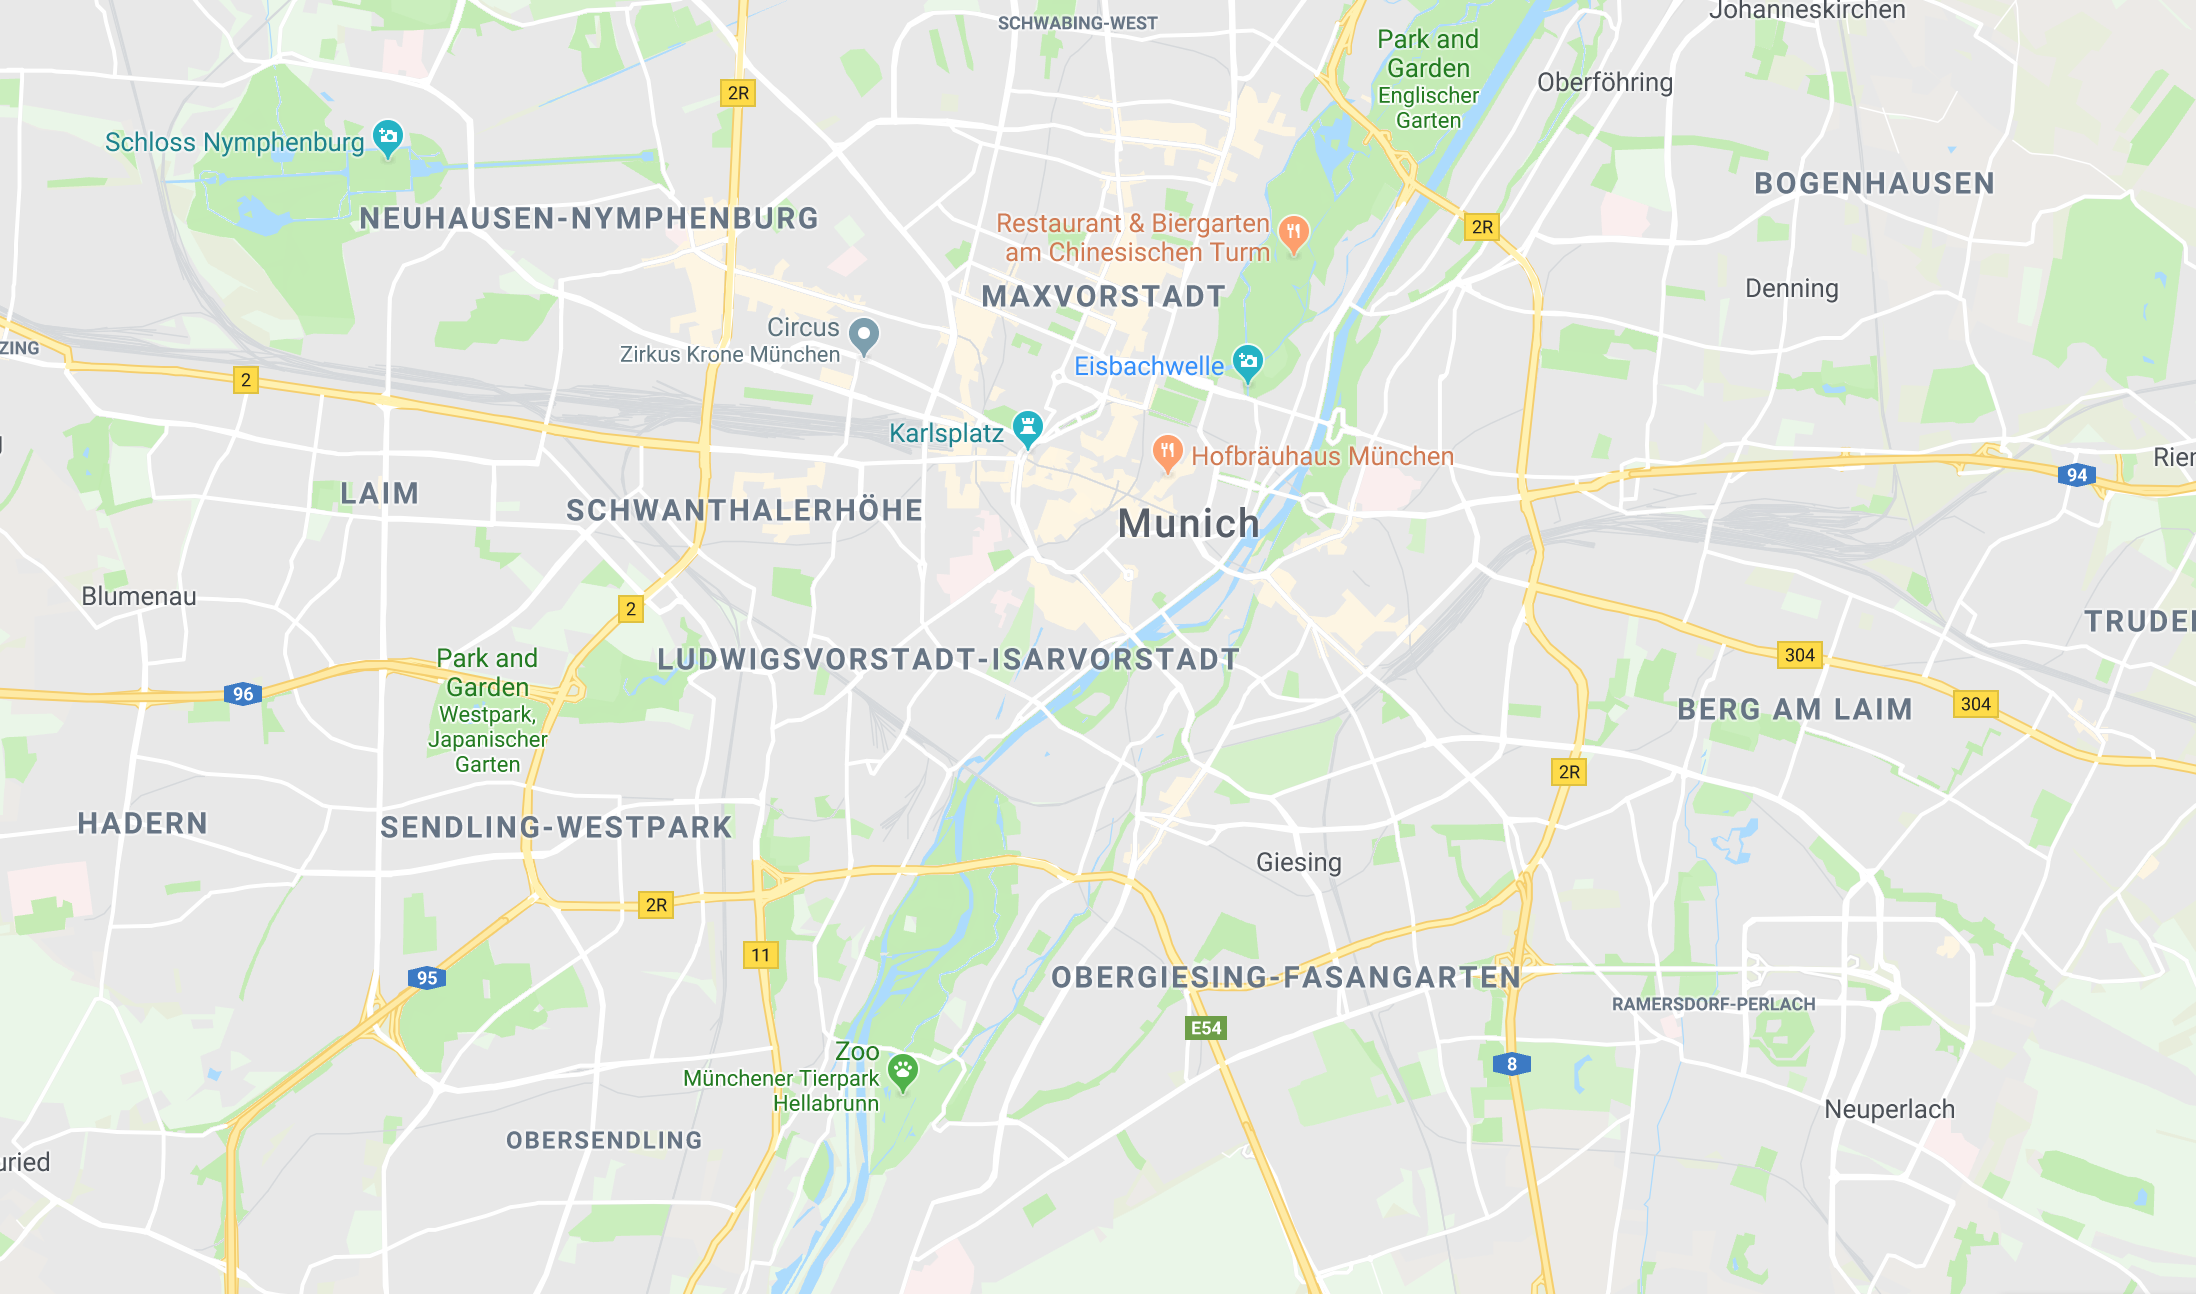 SCHWABING-WEST
Johanneskirchen
Park and
Garden
Englischer
Garten
Oberföhring
2R
Schloss Nymphenburg
BOGENHAUSEN
NEUHAUSEN-NYMPHENBURG
Restaurant & Biergarten
am Chinesischen Turm
2R
MAXVORSTADT
Denning
Circus
Zirkus Krone München
ZING
Eisbachwelle
2
Karlsplatz
Hofbräuhaus München
Rier
94
LAIM
SCHWANTHALERHÖHE
Munich
Blumenau
2
TRUDE
LUDWIGSVORSTADT-ISARVORSTADT
304
Park and
Garden
Westpark,
Japanischer
Garten
96
304
BERG AM LAIM
2R
HADERN
SENDLING-WESTPARK
Giesing
2R
11
95
OBERGIESING-FASANGARTEN
RAMERSDORF-PERLACH
E54
8
Zoo
Münchener Tierpark
Hellabrunn
Neuperlach
OBERSENDLING
uried